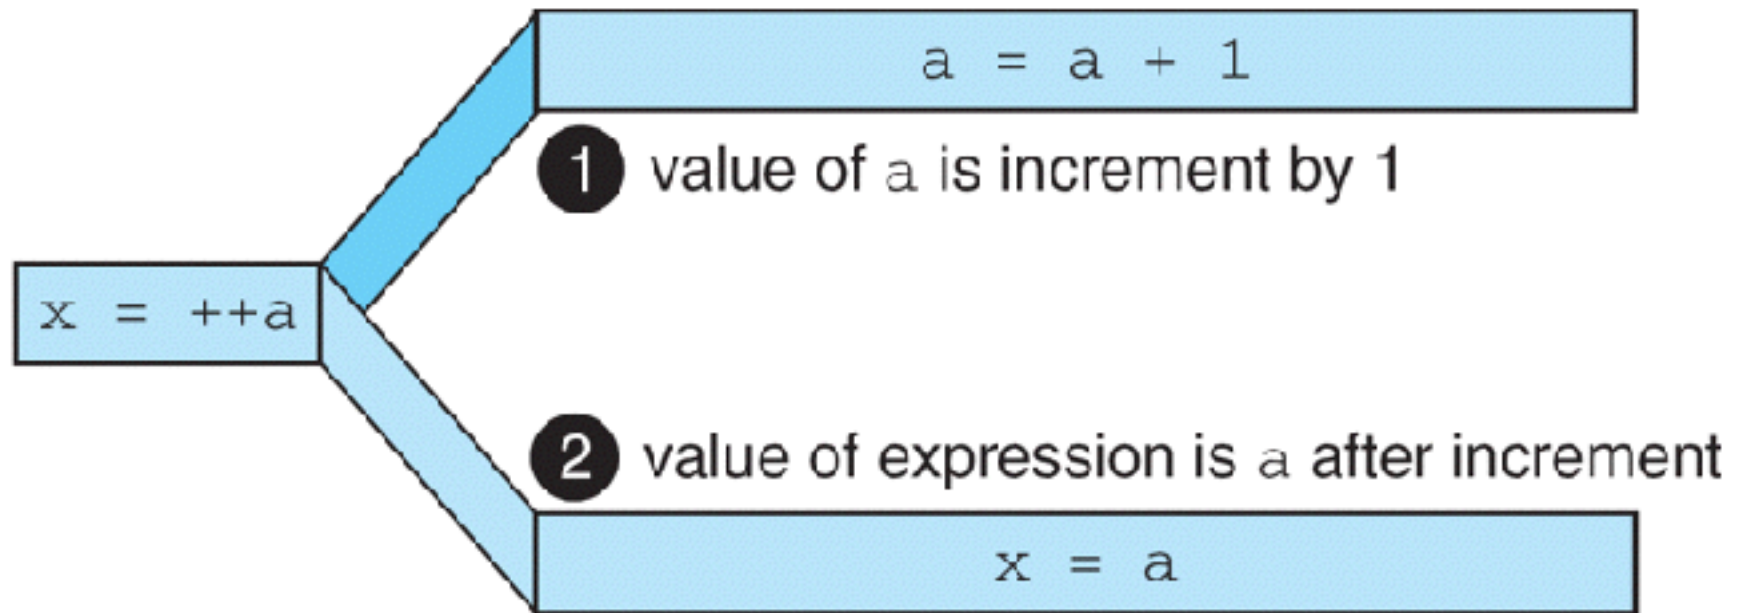 a = a + 1
1 value of a is increment by 1
x = ++a
2 value of expression is a after increment
x = a